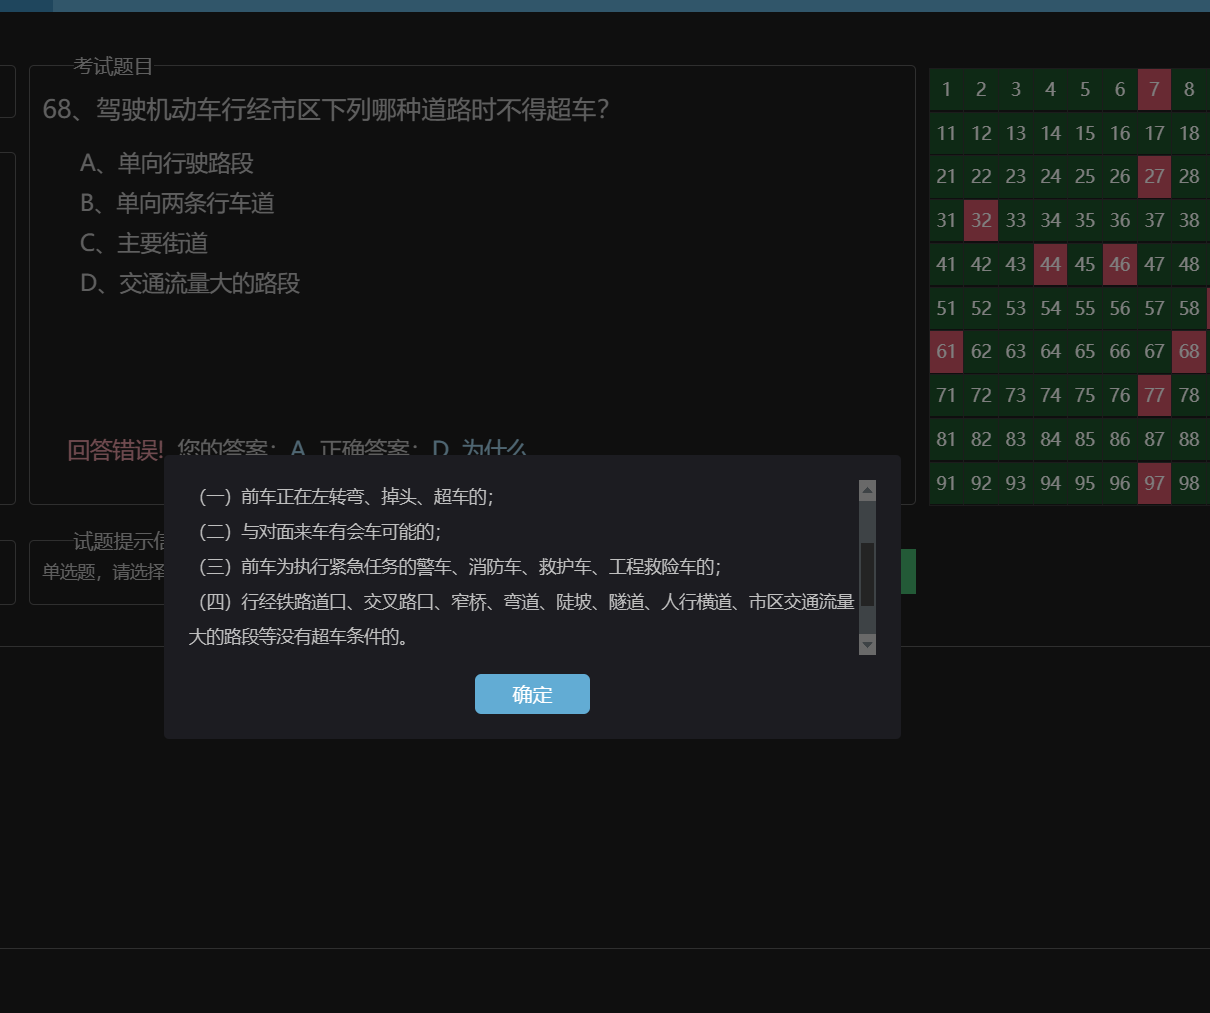 考试题目
68、驾驶机动车行经市区下列哪种道路时不得超车?
A、单向行驶路段
B、单向两条行车道
C、主要街道
D、交通流量大的路段
回答错误! 您的答案：A 正确答案：D 为什么
（一）前车正在左转弯、掉头、超车的；
（二）与对面来车有会车可能的；
（三）前车为执行紧急任务的警车、消防车、救护车、工程救险车的；
（四）行经铁路道口、交叉路口、窄桥、弯道、陡坡、隧道、人行横道、市区交通流量
大的路段等没有超车条件的。
确定
试题提示信
单选题，请选择
1 2 3 4 5 6 7 8
11 12 13 14 15 16 17 18
21 22 23 24 25 26 27 28
31 32 33 34 35 36 37 38
41 42 43 44 45 46 47 48
51 52 53 54 55 56 57 58
61 62 63 64 65 66 67 68
71 72 73 74 75 76 77 78
81 82 83 84 85 86 87 88
91 92 93 94 95 96 97 98